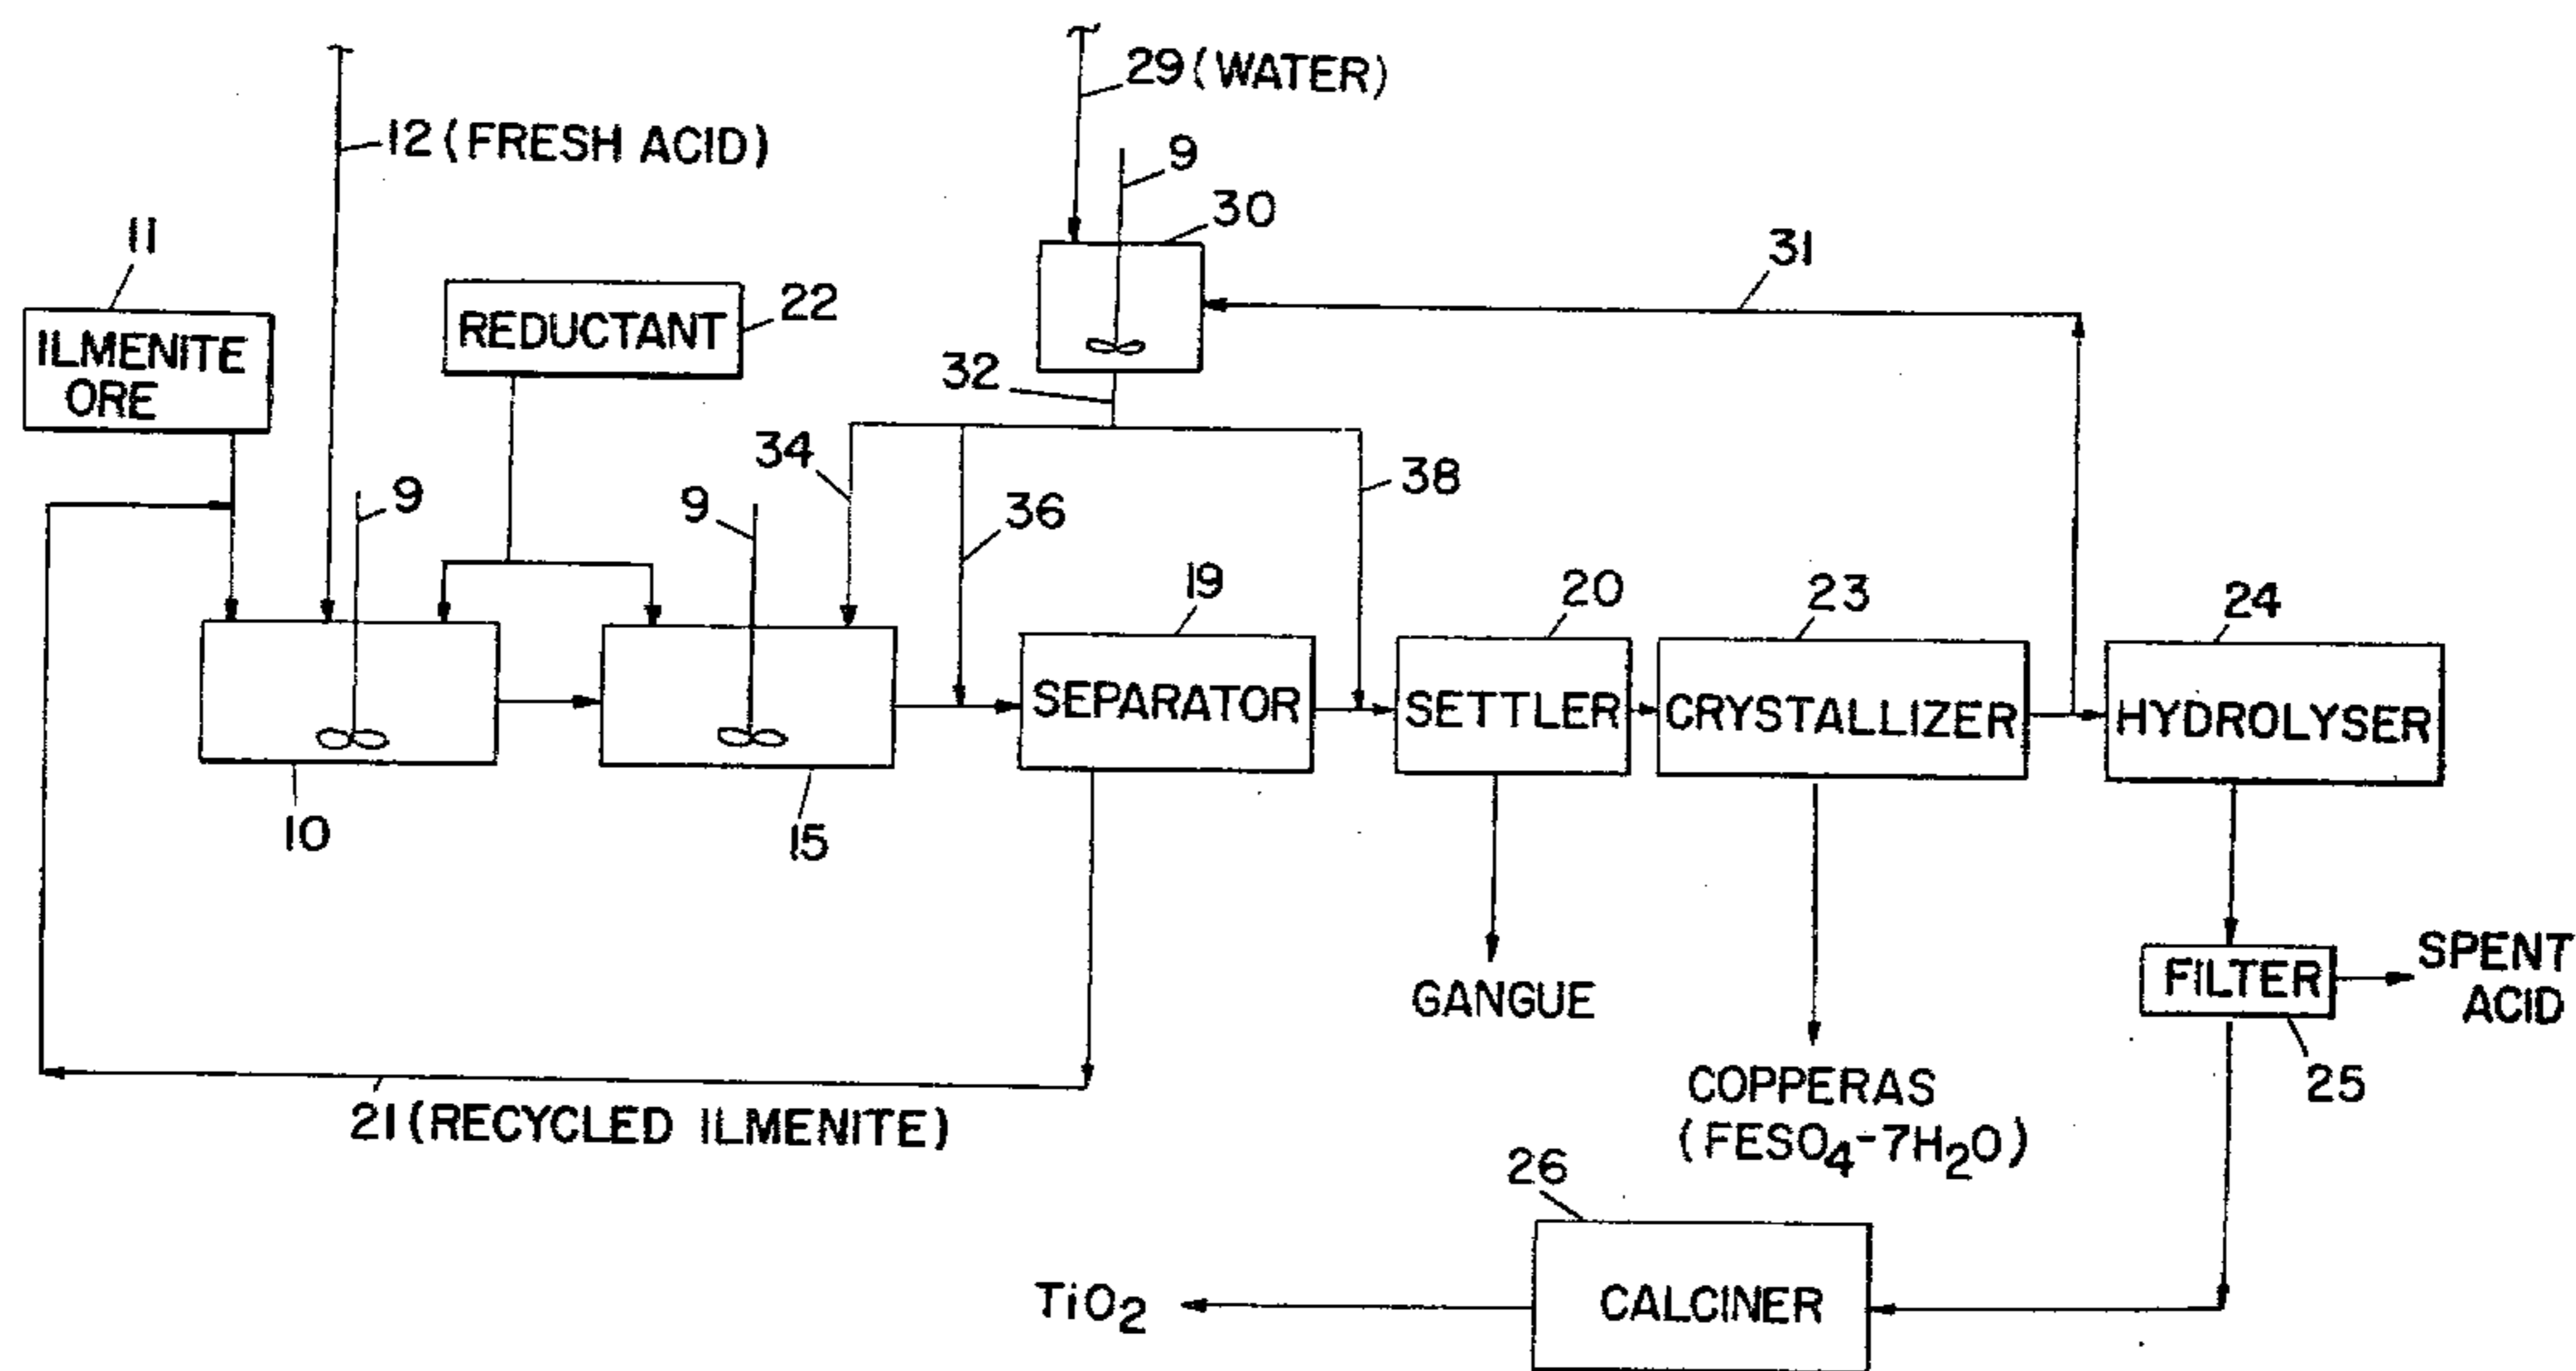 29 (WATER)
12 (FRESH ACID)
9
30
11
31
REDUCTANT
22
ILMENITE
ORE
32
34
38
9
9
36
19
20
23
24
SEPARATOR
SETTLER
CRYSTALLIZER
HYDROLYSER
10
15
FILTER
SPENT
ACID
GANGUE
25
COPPERAS
(FESO4-7H2O)
21 (RECYCLED ILMENITE)
26
CALCINER
TiO2